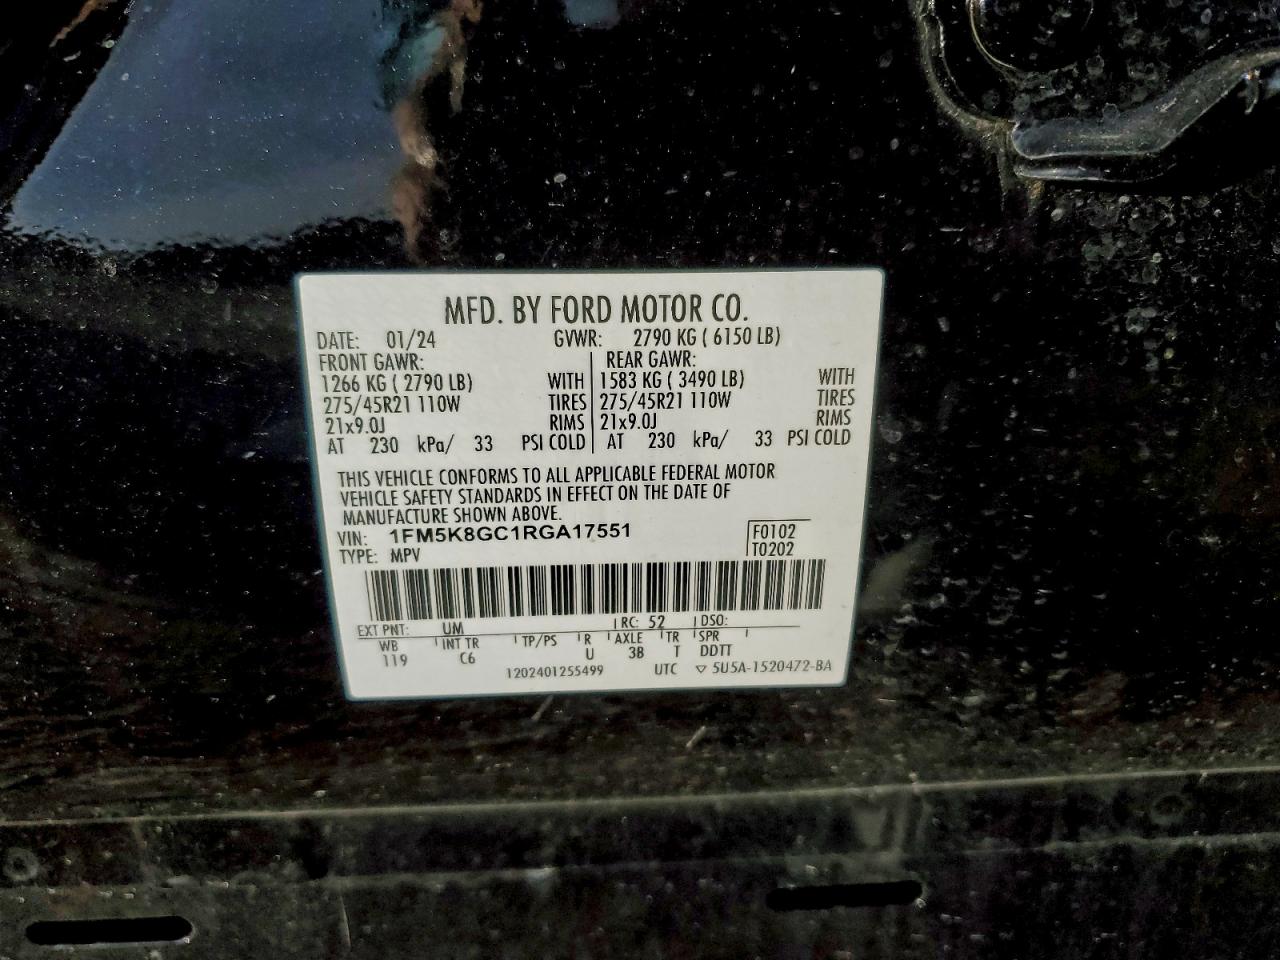 MFD. BY FORD MOTOR CO.
DATE: 01/24 GVWR: 2790 KG ( 6150 LB)
FRONT GAWR: REAR GAWR:
1266 KG ( 2790 LB) WITH 1583 KG ( 3490 LB) WITH
275/45R21 110W TIRES 275/45R21 110W TIRES
21x9.0J RIMS 21x9.0J RIMS
AT 230 kPa/ 33 PSI COLD AT 230 kPa/ 33 PSI COLD
THIS VEHICLE CONFORMS TO ALL APPLICABLE FEDERAL MOTOR
VEHICLE SAFETY STANDARDS IN EFFECT ON THE DATE OF
MANUFACTURE SHOWN ABOVE.
VIN: 1FM5K8GC1RGA17551 F0102
TYPE: MPV T0202
EXT PNT: UM RC: 52 DSO:
WB INT TR TP/PS R AXLE TR SPR
119 C6 U 3B T DDTT
1202401255499 UTC ▽ 5U5A-1520472-BA